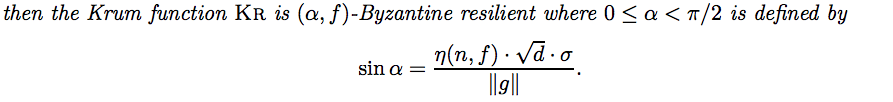 then the Krum function KR is (α, f)-Byzantine resilient where 0 ≤ α < π/2 is defined by
sin α = η(n, f) · √d · σ / ‖g‖.